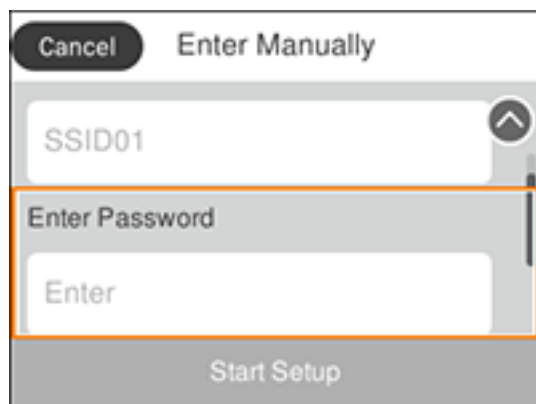 Cancel Enter Manually
SSID01
Enter Password
Enter
Start Setup